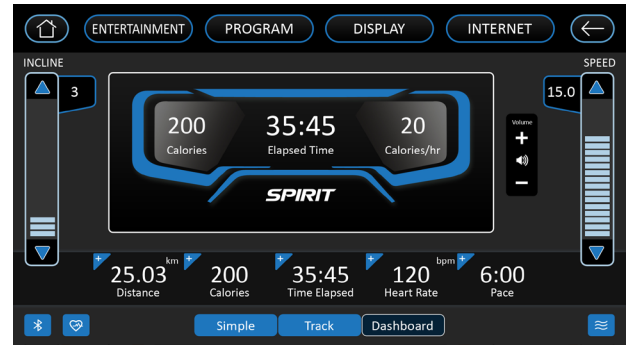 ENTERTAINMENT PROGRAM DISPLAY INTERNET
INCLINE SPEED
3 15.0
200 35:45 20
Calories Elapsed Time Calories/hr
Volume
SPIRIT
km bpm
25.03 200 35:45 120 6:00
Distance Calories Time Elapsed Heart Rate Pace
Simple Track Dashboard